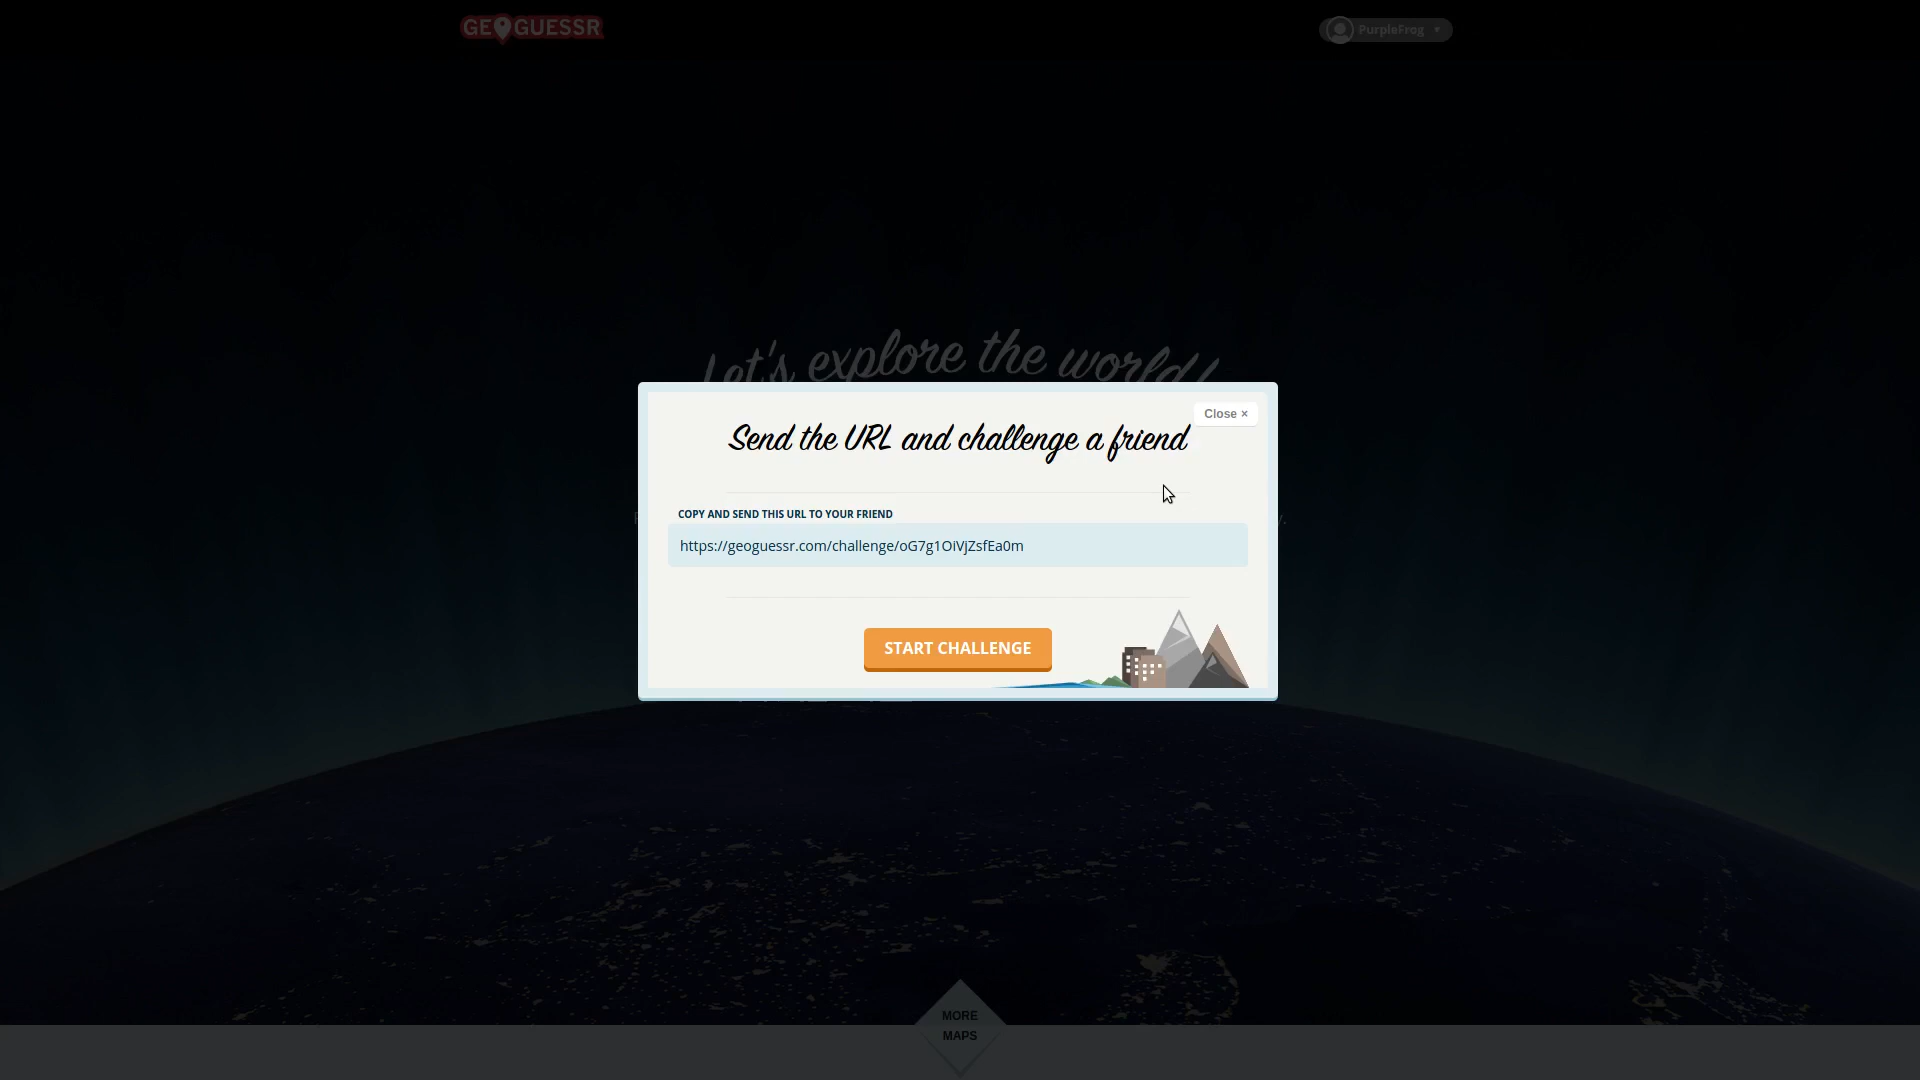 GEOGUESSR
PurpleFrog
Let's explore the world!
Close ×
Send the URL and challenge a friend
COPY AND SEND THIS URL TO YOUR FRIEND
https://geoguessr.com/challenge/oG7g1OiVjZsfEa0m
START CHALLENGE
MORE
MAPS